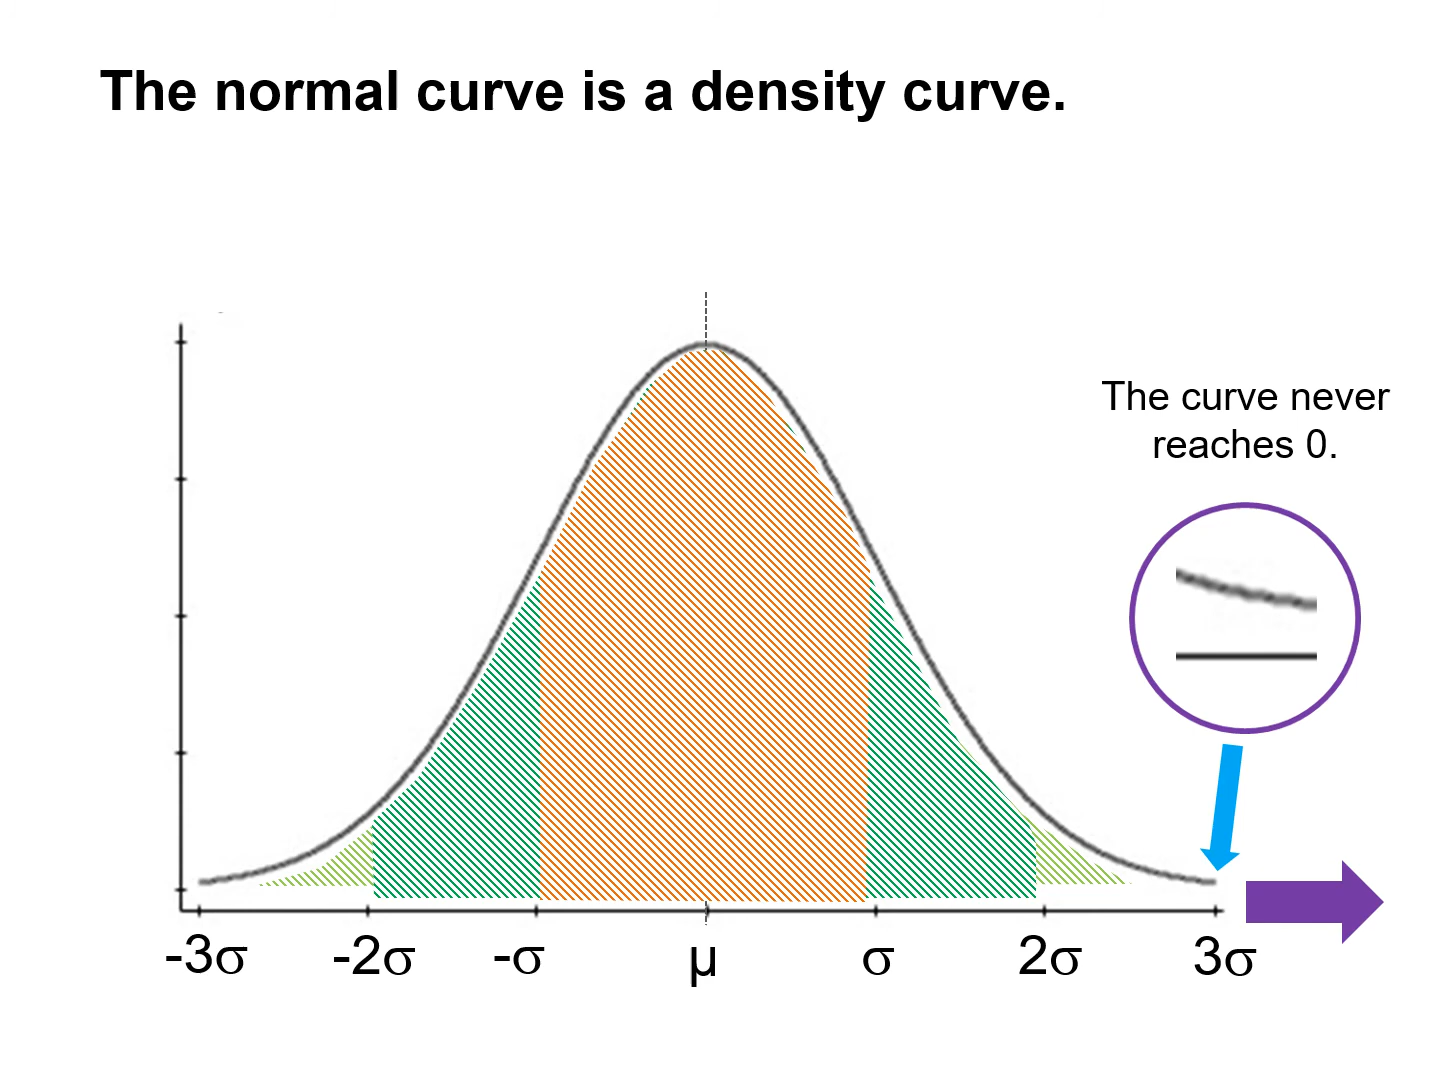 The normal curve is a density curve.
The curve never
reaches 0.
-3σ -2σ -σ μ σ 2σ 3σ